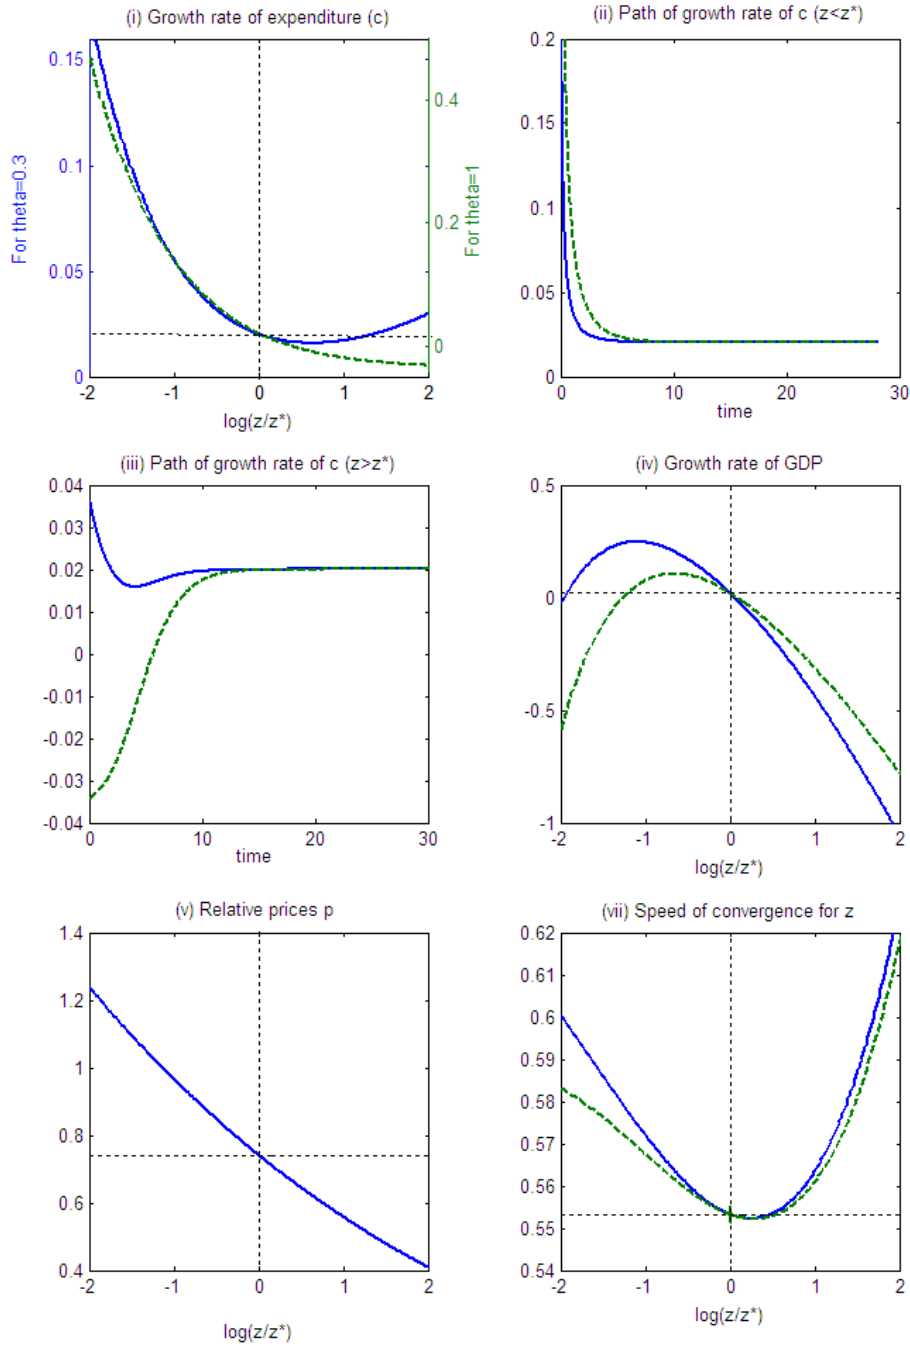 (i) Growth rate of expenditure (c)
0.15
0.1
0.05
0
For theta=0.3
0.4
0.2
0
For theta=1
-2 -1 0 1 2
log(z/z*)
(ii) Path of growth rate of c (z<z*)
0.2
0.15
0.1
0.05
0
0 10 20 30
time
(iii) Path of growth rate of c (z>z*)
0.04
0.03
0.02
0.01
0
-0.01
-0.02
-0.03
-0.04
0 10 20 30
time
(iv) Growth rate of GDP
0.5
0
-0.5
-1
-2 -1 0 1 2
log(z/z*)
(v) Relative prices p
1.4
1.2
1
0.8
0.6
0.4
-2 -1 0 1 2
log(z/z*)
(vii) Speed of convergence for z
0.62
0.61
0.6
0.59
0.58
0.57
0.56
0.55
0.54
-2 -1 0 1 2
log(z/z*)